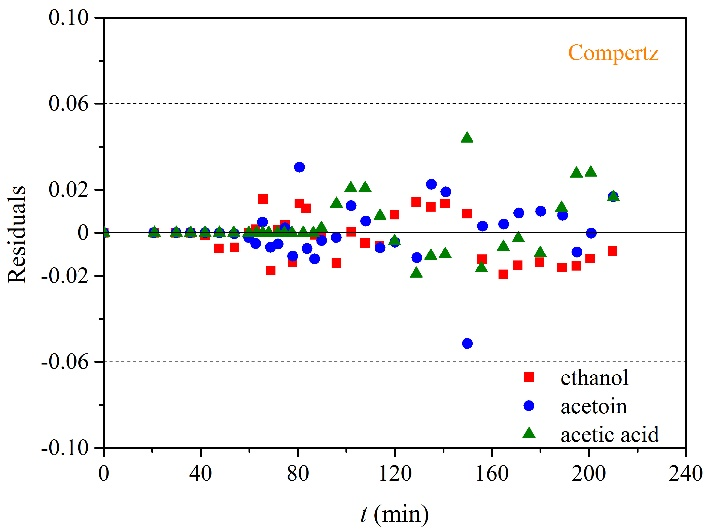 0.10
Compertz
0.06
0.02
0
-0.02
-0.06
-0.10
Residuals
ethanol
acetoin
acetic acid
0 40 80 120 160 200 240
t (min)